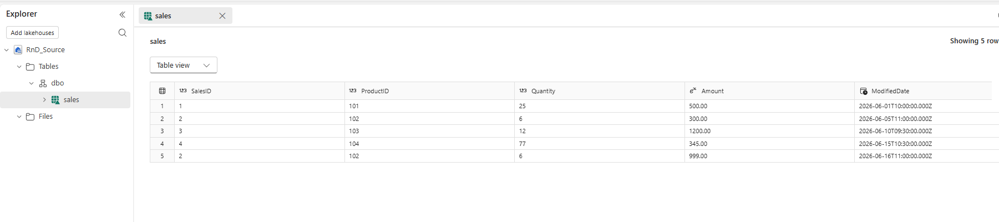 Explorer
Add lakehouses
RnD_Source
Tables
dbo
sales
Files
sales
sales
Showing 5 row
Table view
123 SalesID 123 ProductID 123 Quantity eˣ Amount ModifiedDate
1 1 101 25 500.00 2026-06-01T10:00:00.000Z
2 2 102 6 300.00 2026-06-05T11:00:00.000Z
3 3 103 12 1200.00 2026-06-10T09:30:00.000Z
4 4 104 77 345.00 2026-06-15T10:30:00.000Z
5 2 102 6 999.00 2026-06-16T11:00:00.000Z